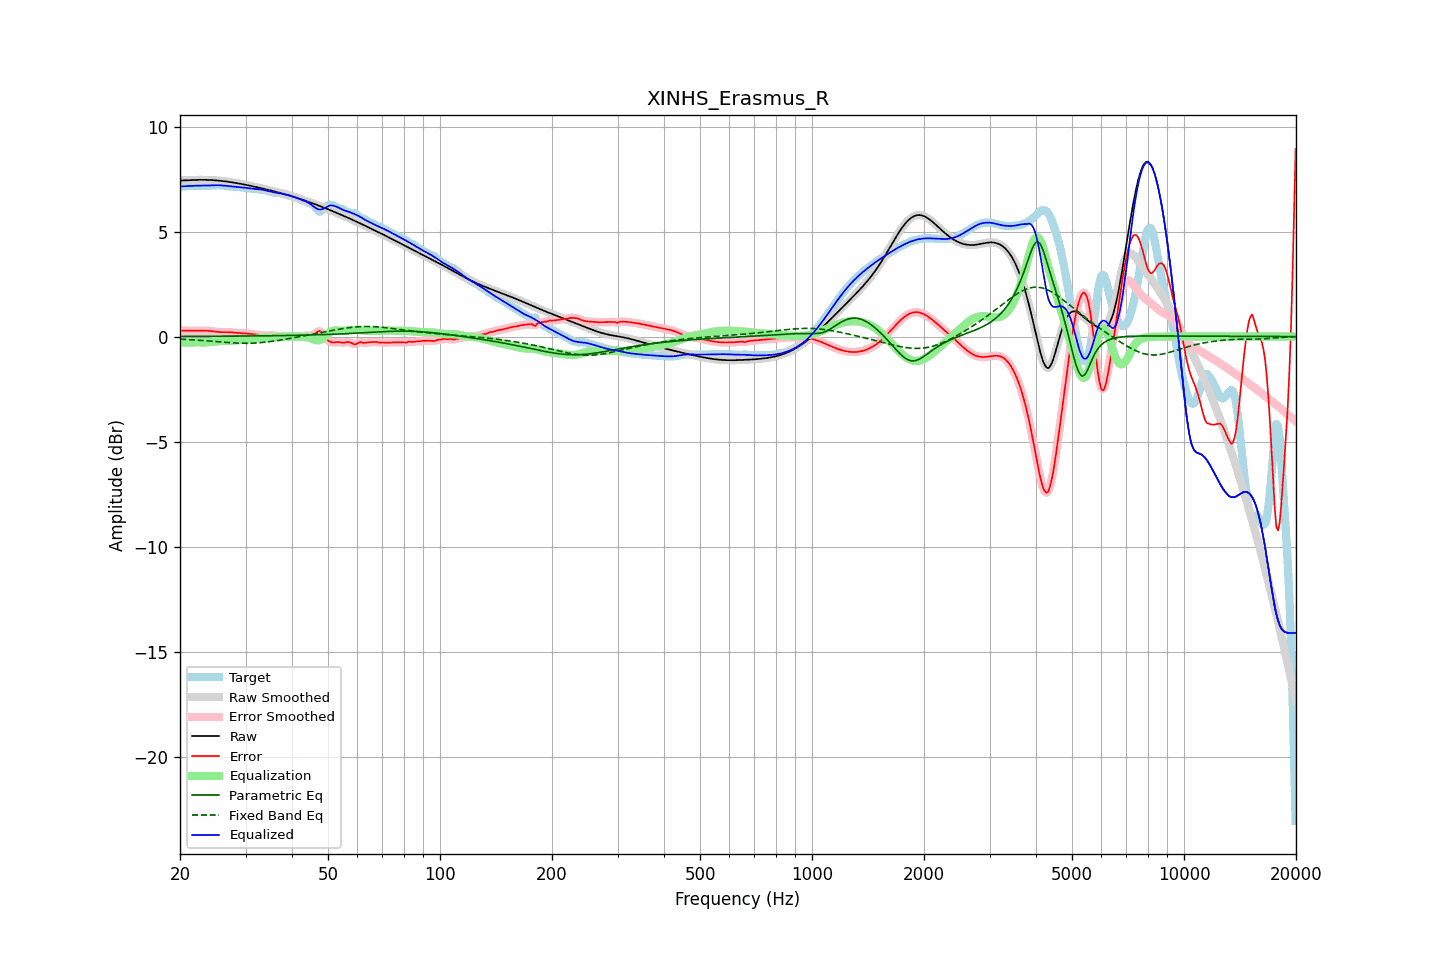 XINHS_Erasmus_R
10
5
0
−5
−10
−15
−20
Amplitude (dBr)
Target
Raw Smoothed
Error Smoothed
Raw
Error
Equalization
Parametric Eq
Fixed Band Eq
Equalized
20 50 100 200 500 1000 2000 5000 10000 20000
Frequency (Hz)